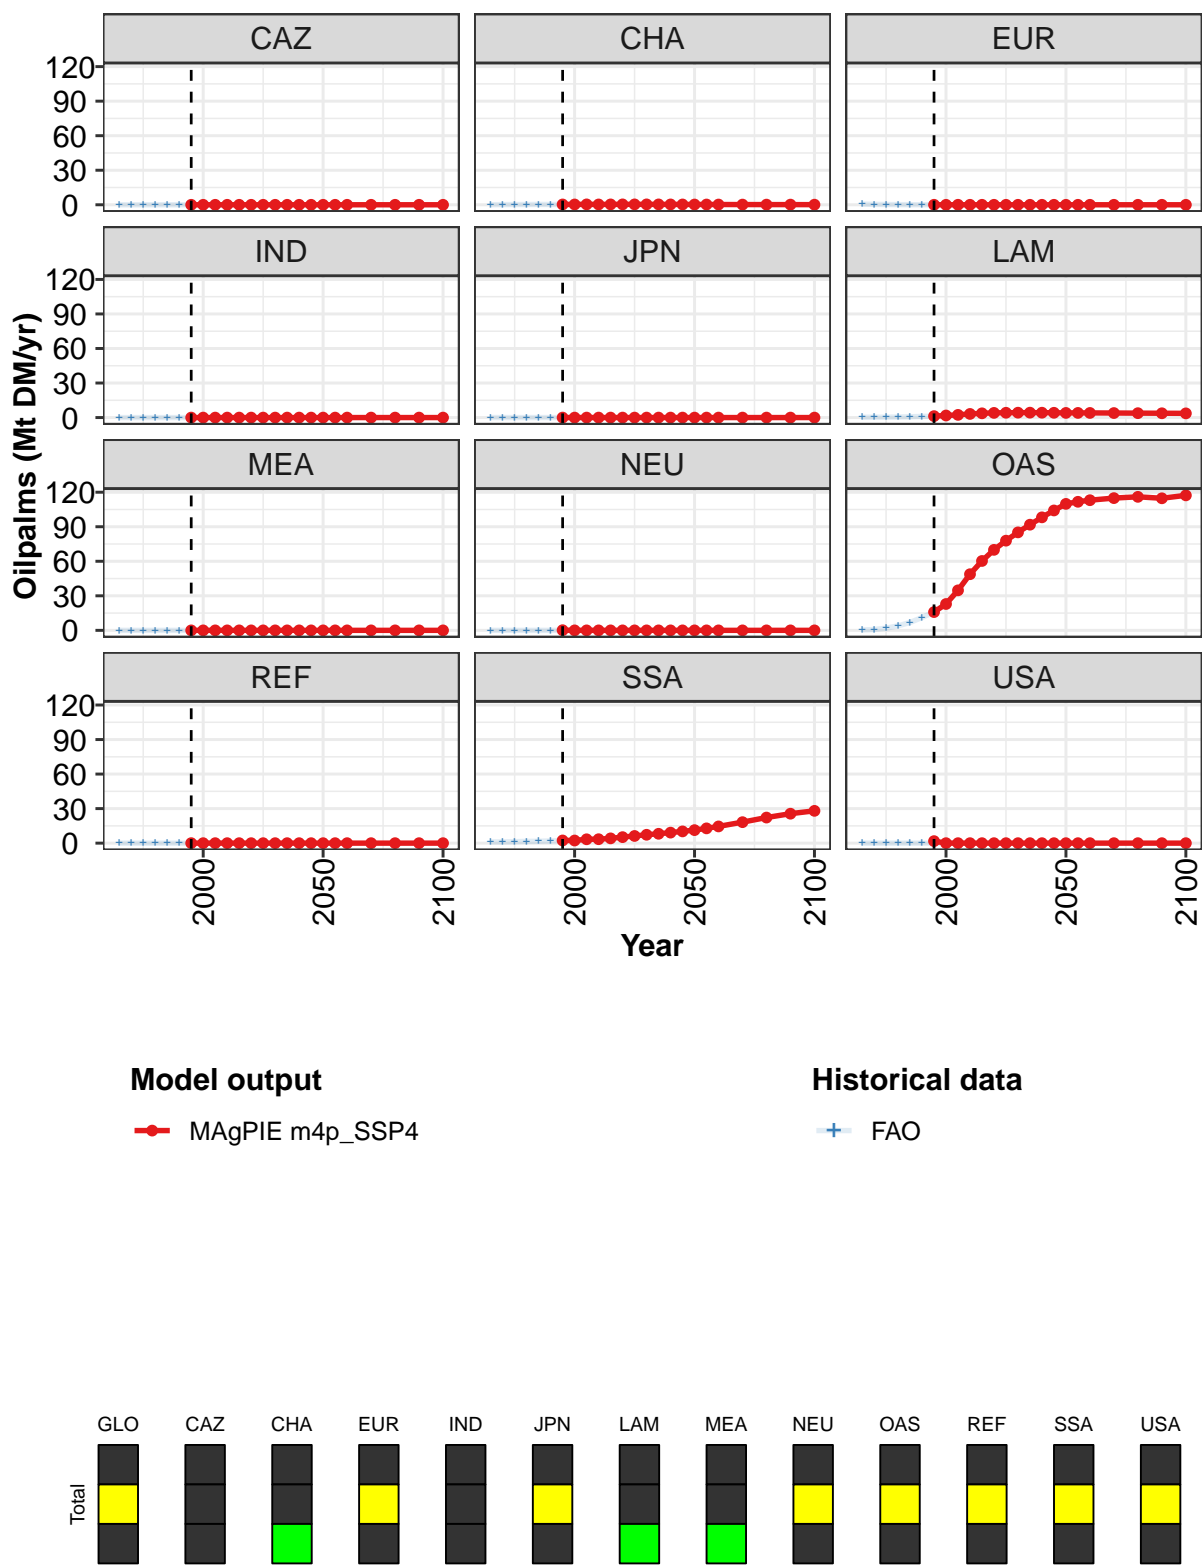 CAZ CHA EUR
120
90
60
30
0
IND JPN LAM
120
90
60
30
0
MEA NEU OAS
120
90
60
30
0
REF SSA USA
120
90
60
30
0
Oilpalms (Mt DM/yr)
2000 2050 2100 2000 2050 2100 2000 2050 2100
Year
Model output Historical data
MAgPIE m4p_SSP4 FAO
GLO CAZ CHA EUR IND JPN LAM MEA NEU OAS REF SSA USA
Total